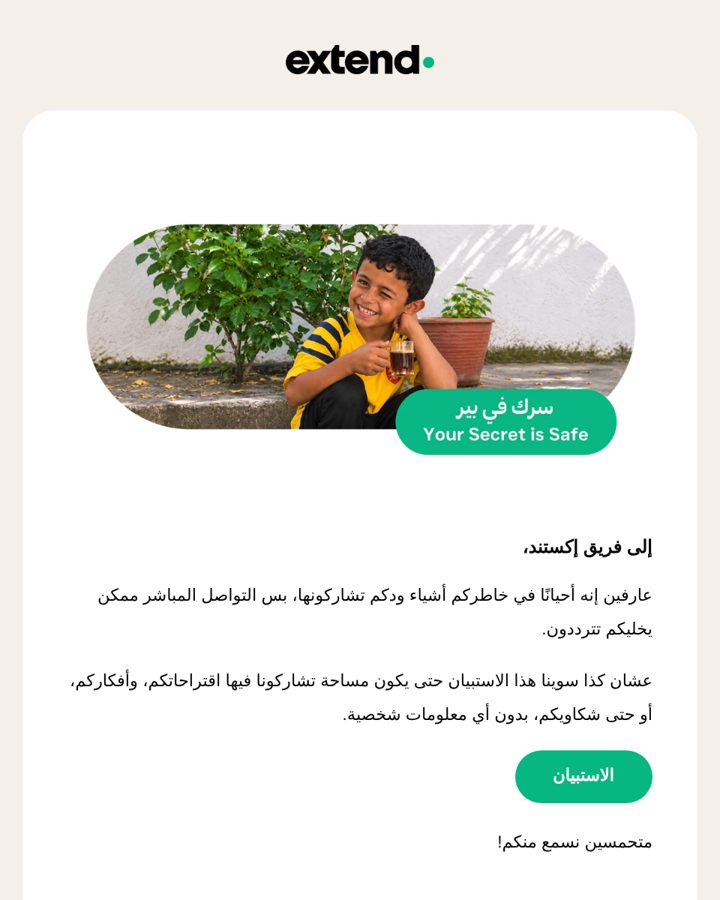 extend
سرك في بير
Your Secret is Safe
إلى فريق إكستند،
عارفين إنه أحيانًا في خاطركم أشياء ودكم تشاركونها، بس التواصل المباشر ممكن
يخليكم تترددون.
عشان كذا سوينا هذا الاستبيان حتى يكون مساحة تشاركونا فيها اقتراحاتكم، وأفكاركم،
أو حتى شكاويكم، بدون أي معلومات شخصية.
الاستبيان
متحمسين نسمع منكم!